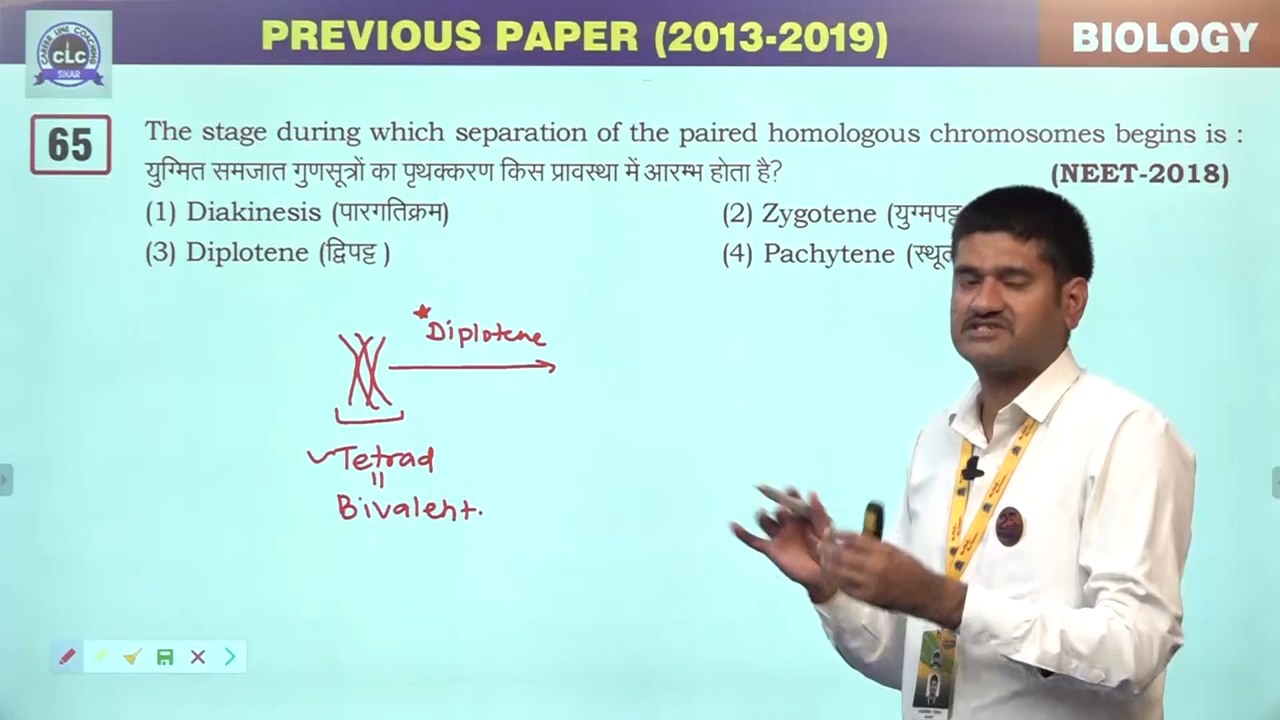 PREVIOUS PAPER (2013-2019)
BIOLOGY
CAREER LINE COACHING
CLC
SIKAR
65
The stage during which separation of the paired homologous chromosomes begins is :
युग्मित समजात गुणसूत्रों का पृथक्करण किस प्रावस्था में आरम्भ होता है?
(NEET-2018)
(1) Diakinesis (पारगतिक्रम)
(2) Zygotene (युग्मपट्ट
(3) Diplotene (द्विपट्ट )
(4) Pachytene
Diplotene
Tetrad
Bivalent.